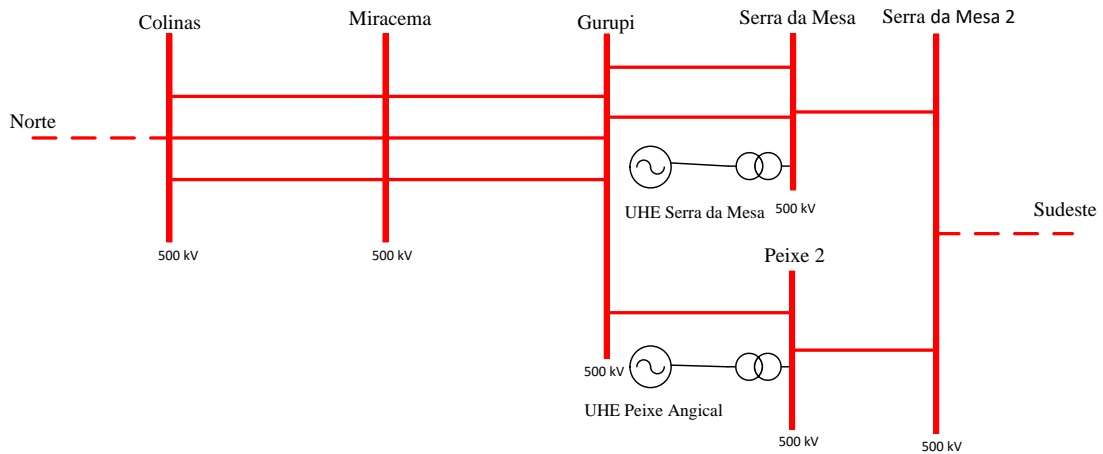 Colinas
Miracema
Gurupi
Serra da Mesa
Serra da Mesa 2
Norte
UHE Serra da Mesa
500 kV
Sudeste
500 kV
500 kV
Peixe 2
500 kV
UHE Peixe Angical
500 kV
500 kV